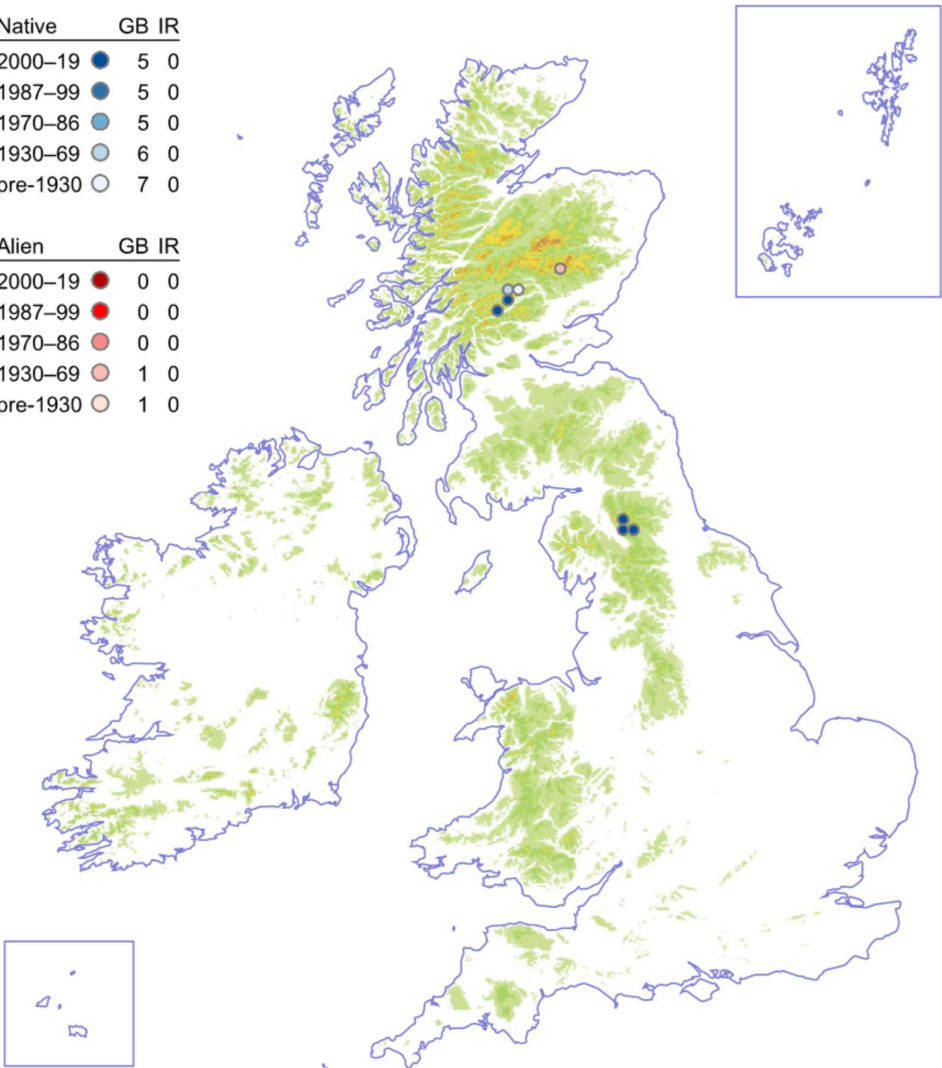 Native GB IR
2000–19 5 0
1987–99 5 0
1970–86 5 0
1930–69 6 0
pre-1930 7 0
Alien GB IR
2000–19 0 0
1987–99 0 0
1970–86 0 0
1930–69 1 0
pre-1930 1 0